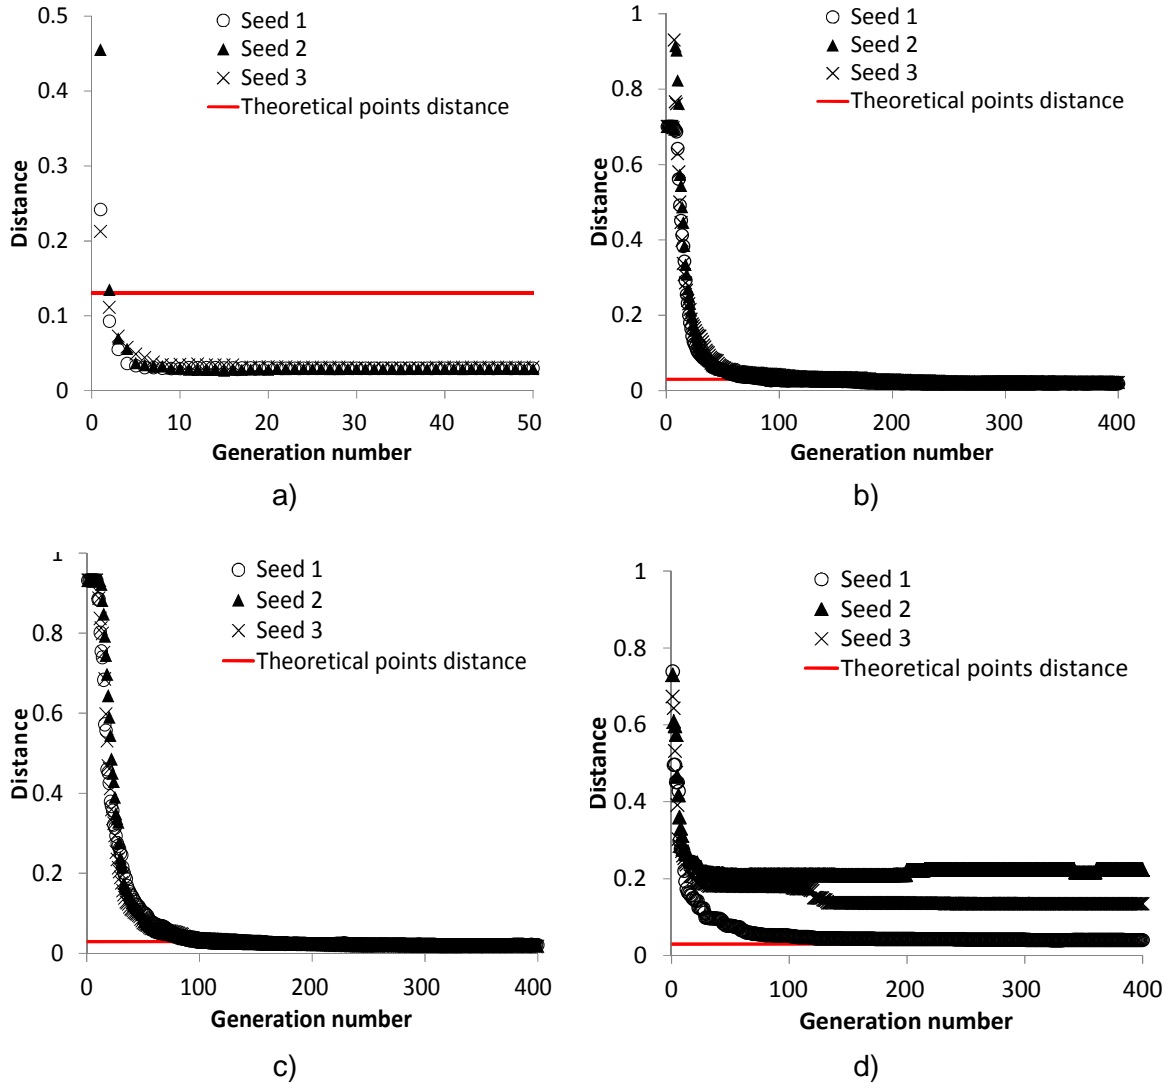 0.5
0.4
0.3
0.2
0.1
0
Distance
Seed 1
Seed 2
Seed 3
Theoretical points distance
0 10 20 30 40 50
Generation number
a)
1
0.8
0.6
0.4
0.2
0
Distance
Seed 1
Seed 2
Seed 3
Theoretical points distance
0 100 200 300 400
Generation number
b)
1
0.8
0.6
0.4
0.2
0
Distance
Seed 1
Seed 2
Seed 3
Theoretical points distance
0 100 200 300 400
Generation number
c)
1
0.8
0.6
0.4
0.2
0
Distance
Seed 1
Seed 2
Seed 3
Theoretical points distance
0 100 200 300 400
Generation number
d)